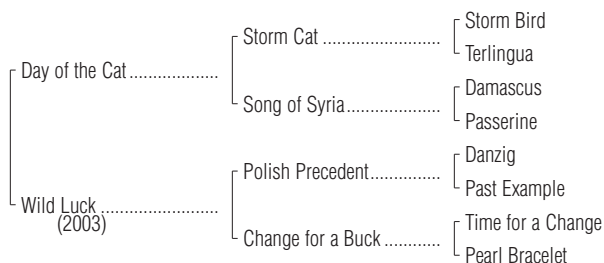 Storm Bird
Storm Cat ........................
Terlingua
Day of the Cat ..................
Damascus
Song of Syria...................
Passerine
Danzig
Polish Precedent..............
Past Example
Wild Luck ........................
(2003)
Time for a Change
Change for a Buck ............
Pearl Bracelet